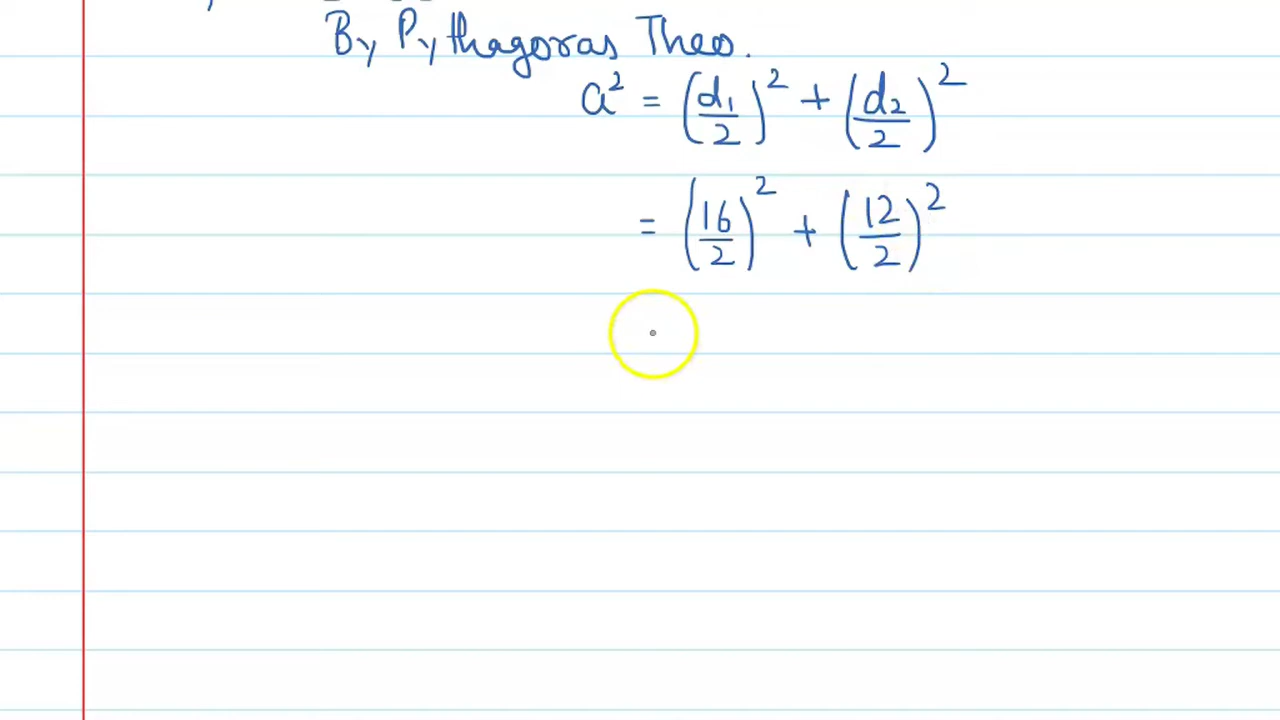 By Pythagoras Theo.
a² = (d₁/2)² + (d₂/2)²
= (16/2)² + (12/2)²